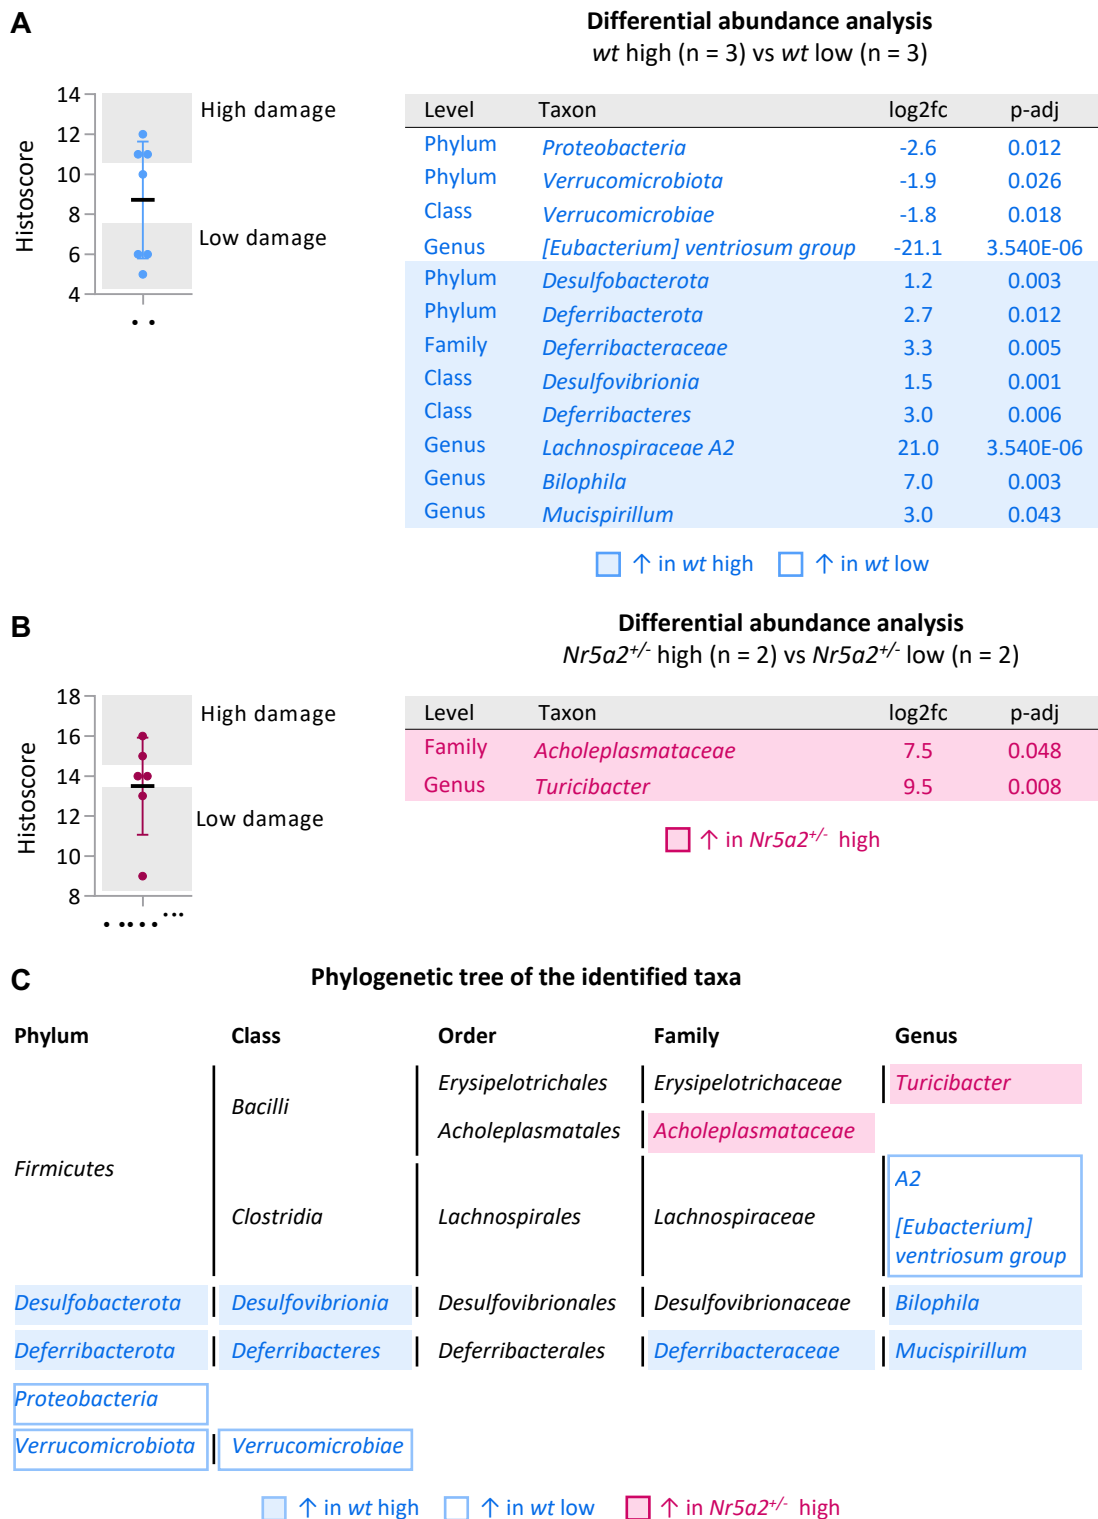 A
Differential abundance analysis
wt high (n = 3) vs wt low (n = 3)
Histoscore
14
12
10
8
6
4
High damage
Low damage
Level Taxon log2fc p-adj
Phylum Proteobacteria -2.6 0.012
Phylum Verrucomicrobiota -1.9 0.026
Class Verrucomicrobiae -1.8 0.018
Genus [Eubacterium] ventriosum group -21.1 3.540E-06
Phylum Desulfobacterota 1.2 0.003
Phylum Deferribacterota 2.7 0.012
Family Deferribacteraceae 3.3 0.005
Class Desulfovibrionia 1.5 0.001
Class Deferribacteres 3.0 0.006
Genus Lachnospiraceae A2 21.0 3.540E-06
Genus Bilophila 7.0 0.003
Genus Mucispirillum 3.0 0.043
↑ in wt high ↑ in wt low
B
Differential abundance analysis
Nr5a2+/- high (n = 2) vs Nr5a2+/- low (n = 2)
Histoscore
18
16
14
12
10
8
High damage
Low damage
Level Taxon log2fc p-adj
Family Acholeplasmataceae 7.5 0.048
Genus Turicibacter 9.5 0.008
↑ in Nr5a2+/- high
C
Phylogenetic tree of the identified taxa
Phylum Class Order Family Genus
Erysipelotrichales Erysipelotrichaceae Turicibacter
Bacilli
Acholeplasmatales Acholeplasmataceae
Firmicutes
A2
Clostridia Lachnospirales Lachnospiraceae
[Eubacterium]
ventriosum group
Desulfobacterota Desulfovibrionia Desulfovibrionales Desulfovibrionaceae Bilophila
Deferribacterota Deferribacteres Deferribacterales Deferribacteraceae Mucispirillum
Proteobacteria
Verrucomicrobiota Verrucomicrobiae
↑ in wt high ↑ in wt low ↑ in Nr5a2+/- high